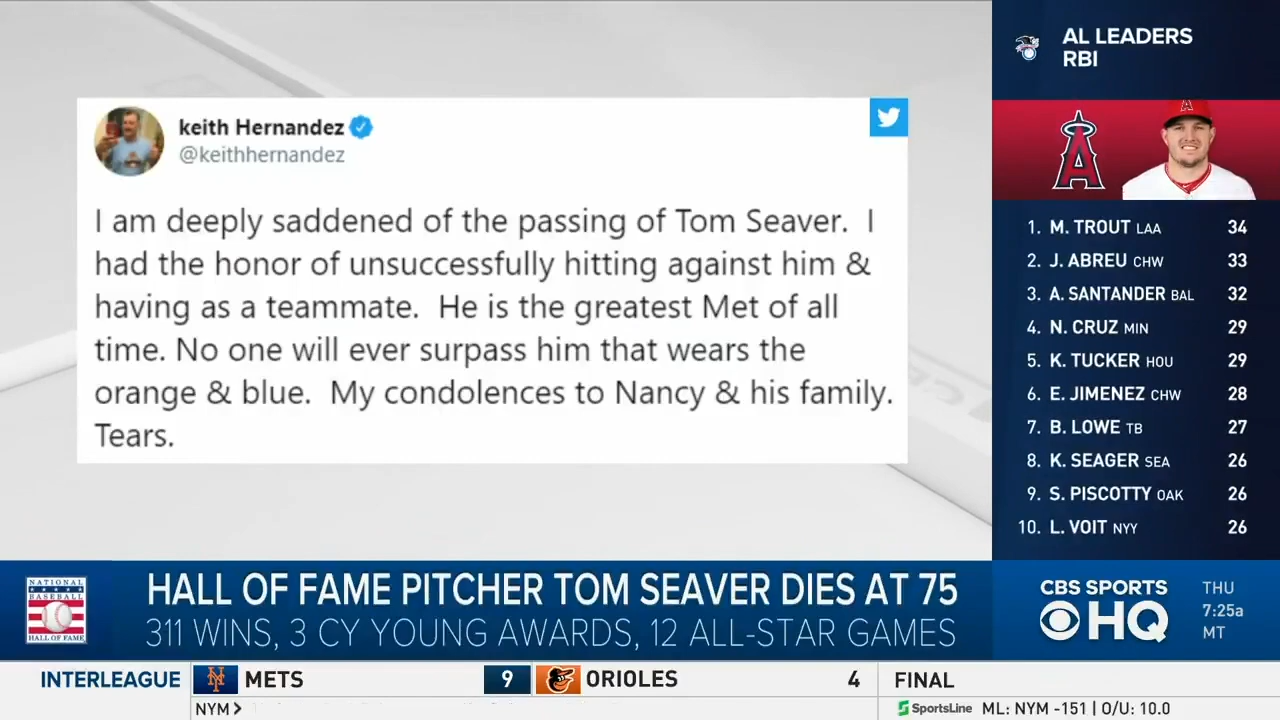 keith Hernandez
@keithhernandez
I am deeply saddened of the passing of Tom Seaver. I
had the honor of unsuccessfully hitting against him &
having as a teammate. He is the greatest Met of all
time. No one will ever surpass him that wears the
orange & blue. My condolences to Nancy & his family.
Tears.
AL LEADERS
RBI
A
1. M. TROUT LAA 34
2. J. ABREU CHW 33
3. A. SANTANDER BAL 32
4. N. CRUZ MIN 29
5. K. TUCKER HOU 29
6. E. JIMENEZ CHW 28
7. B. LOWE TB 27
8. K. SEAGER SEA 26
9. S. PISCOTTY OAK 26
10. L. VOIT NYY 26
NATIONAL
BASEBALL
HALL OF FAME
HALL OF FAME PITCHER TOM SEAVER DIES AT 75
311 WINS, 3 CY YOUNG AWARDS, 12 ALL-STAR GAMES
CBS SPORTS
HQ
THU
7:25a
MT
INTERLEAGUE NY METS 9 ORIOLES 4 FINAL
NYM> S SportsLine ML: NYM -151 | O/U: 10.0